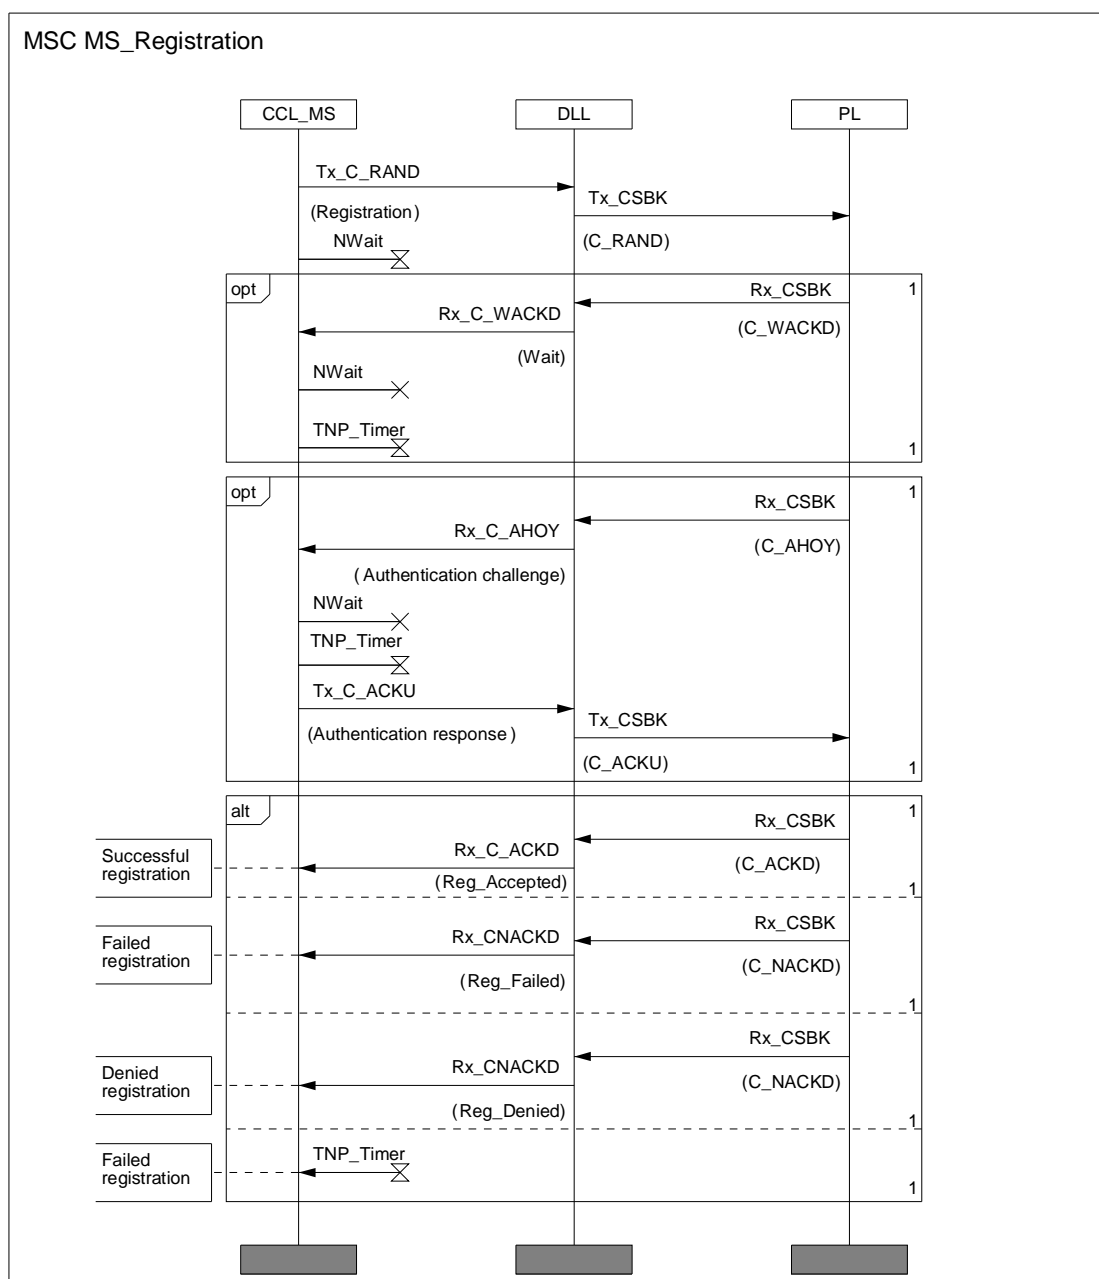 MSC MS_Registration
CCL_MS
DLL
PL
Tx_C_RAND
(Registration)
Tx_CSBK
(C_RAND)
NWait
opt
1
Rx_CSBK
(C_WACKD)
Rx_C_WACKD
(Wait)
NWait
TNP_Timer
1
opt
1
Rx_CSBK
(C_AHOY)
Rx_C_AHOY
(Authentication challenge)
NWait
TNP_Timer
Tx_C_ACKU
(Authentication response)
Tx_CSBK
(C_ACKU)
1
alt
1
Rx_CSBK
(C_ACKD)
Rx_C_ACKD
(Reg_Accepted)
Successful
registration
1
Rx_CSBK
(C_NACKD)
Rx_CNACKD
(Reg_Failed)
Failed
registration
1
Rx_CSBK
(C_NACKD)
Rx_CNACKD
(Reg_Denied)
Denied
registration
1
TNP_Timer
Failed
registration
1